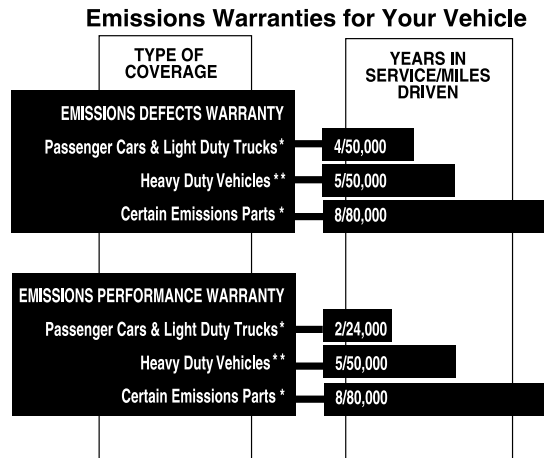 Emissions Warranties for Your Vehicle
TYPE OF
COVERAGE
YEARS IN
SERVICE/MILES
DRIVEN
EMISSIONS DEFECTS WARRANTY
Passenger Cars & Light Duty Trucks* 4/50,000
Heavy Duty Vehicles** 5/50,000
Certain Emissions Parts * 8/80,000
EMISSIONS PERFORMANCE WARRANTY
Passenger Cars & Light Duty Trucks* 2/24,000
Heavy Duty Vehicles** 5/50,000
Certain Emissions Parts * 8/80,000